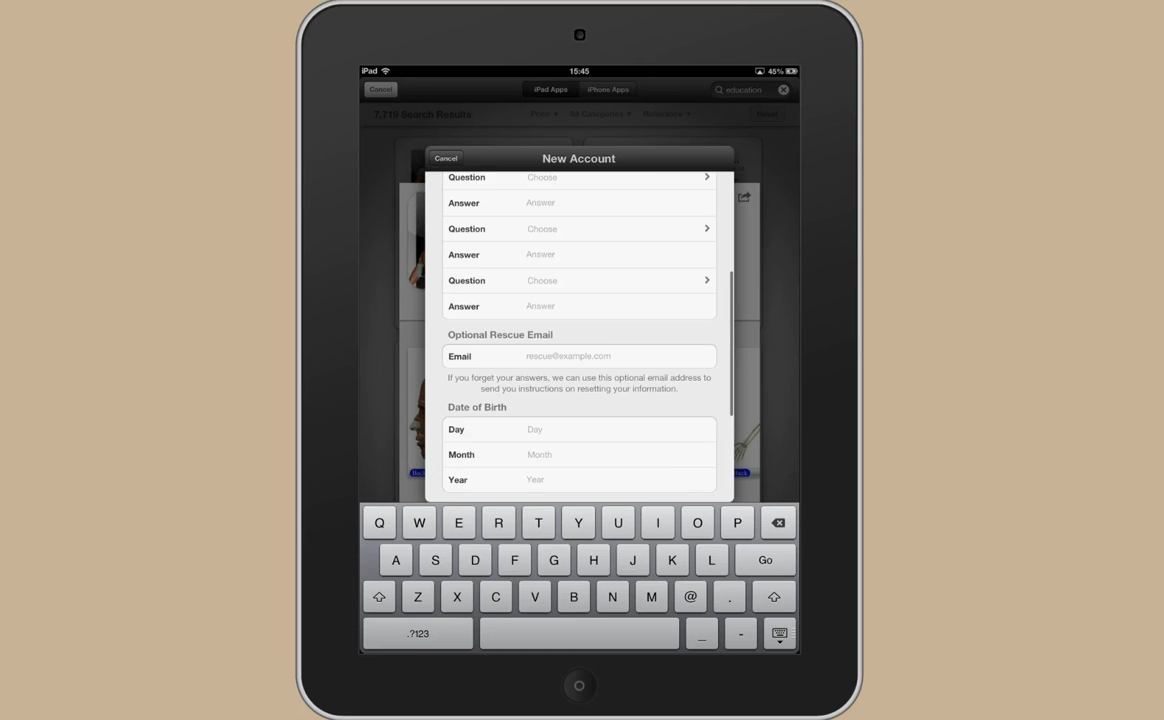 iPad
15:45
45%
Cancel
iPad Apps
iPhone Apps
education
7,719 Search Results
Price
All Categories
Relevance
Reset
Cancel
New Account
Question Choose
Answer Answer
Question Choose
Answer Answer
Question Choose
Answer Answer
Optional Rescue Email
Email rescue@example.com
If you forget your answers, we can use this optional email address to
send you instructions on resetting your information.
Date of Birth
Day Day
Month Month
Year Year
Q W E R T Y U I O P
A S D F G H J K L Go
Z X C V B N M @ .
.?123 _ -